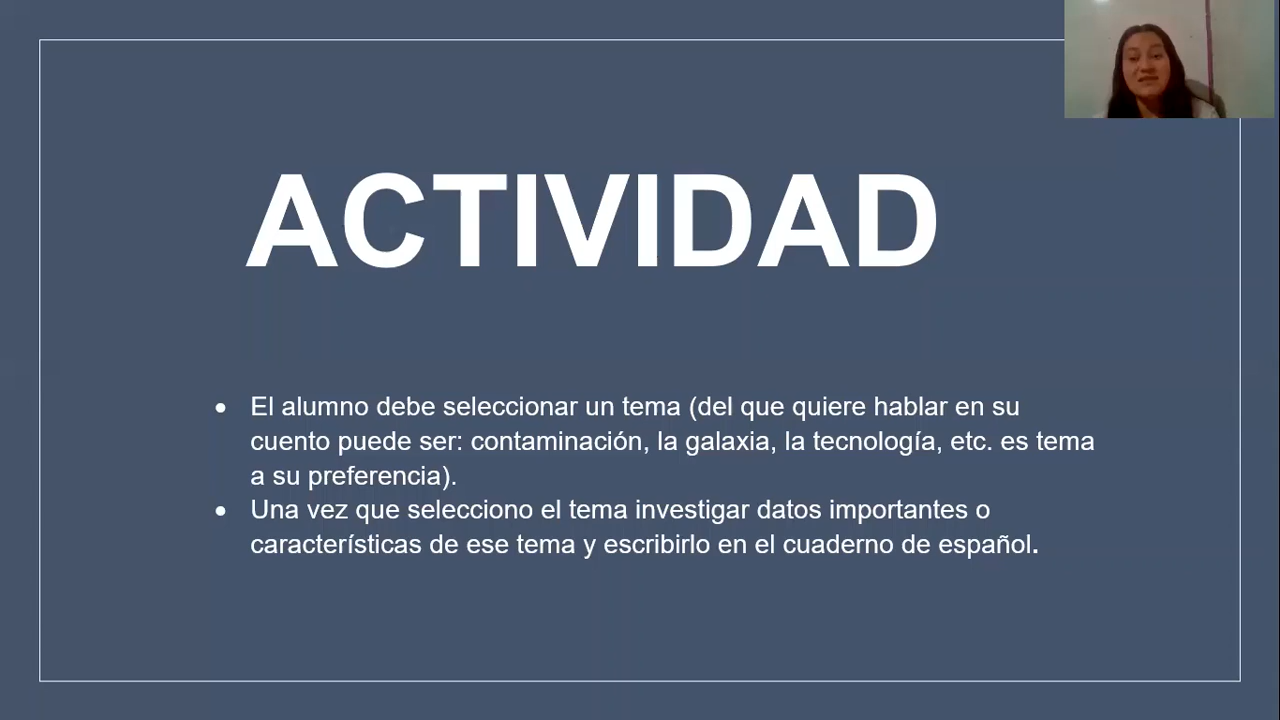 ACTIVIDAD
• El alumno debe seleccionar un tema (del que quiere hablar en su
cuento puede ser: contaminación, la galaxia, la tecnología, etc. es tema
a su preferencia).
• Una vez que selecciono el tema investigar datos importantes o
características de ese tema y escribirlo en el cuaderno de español.